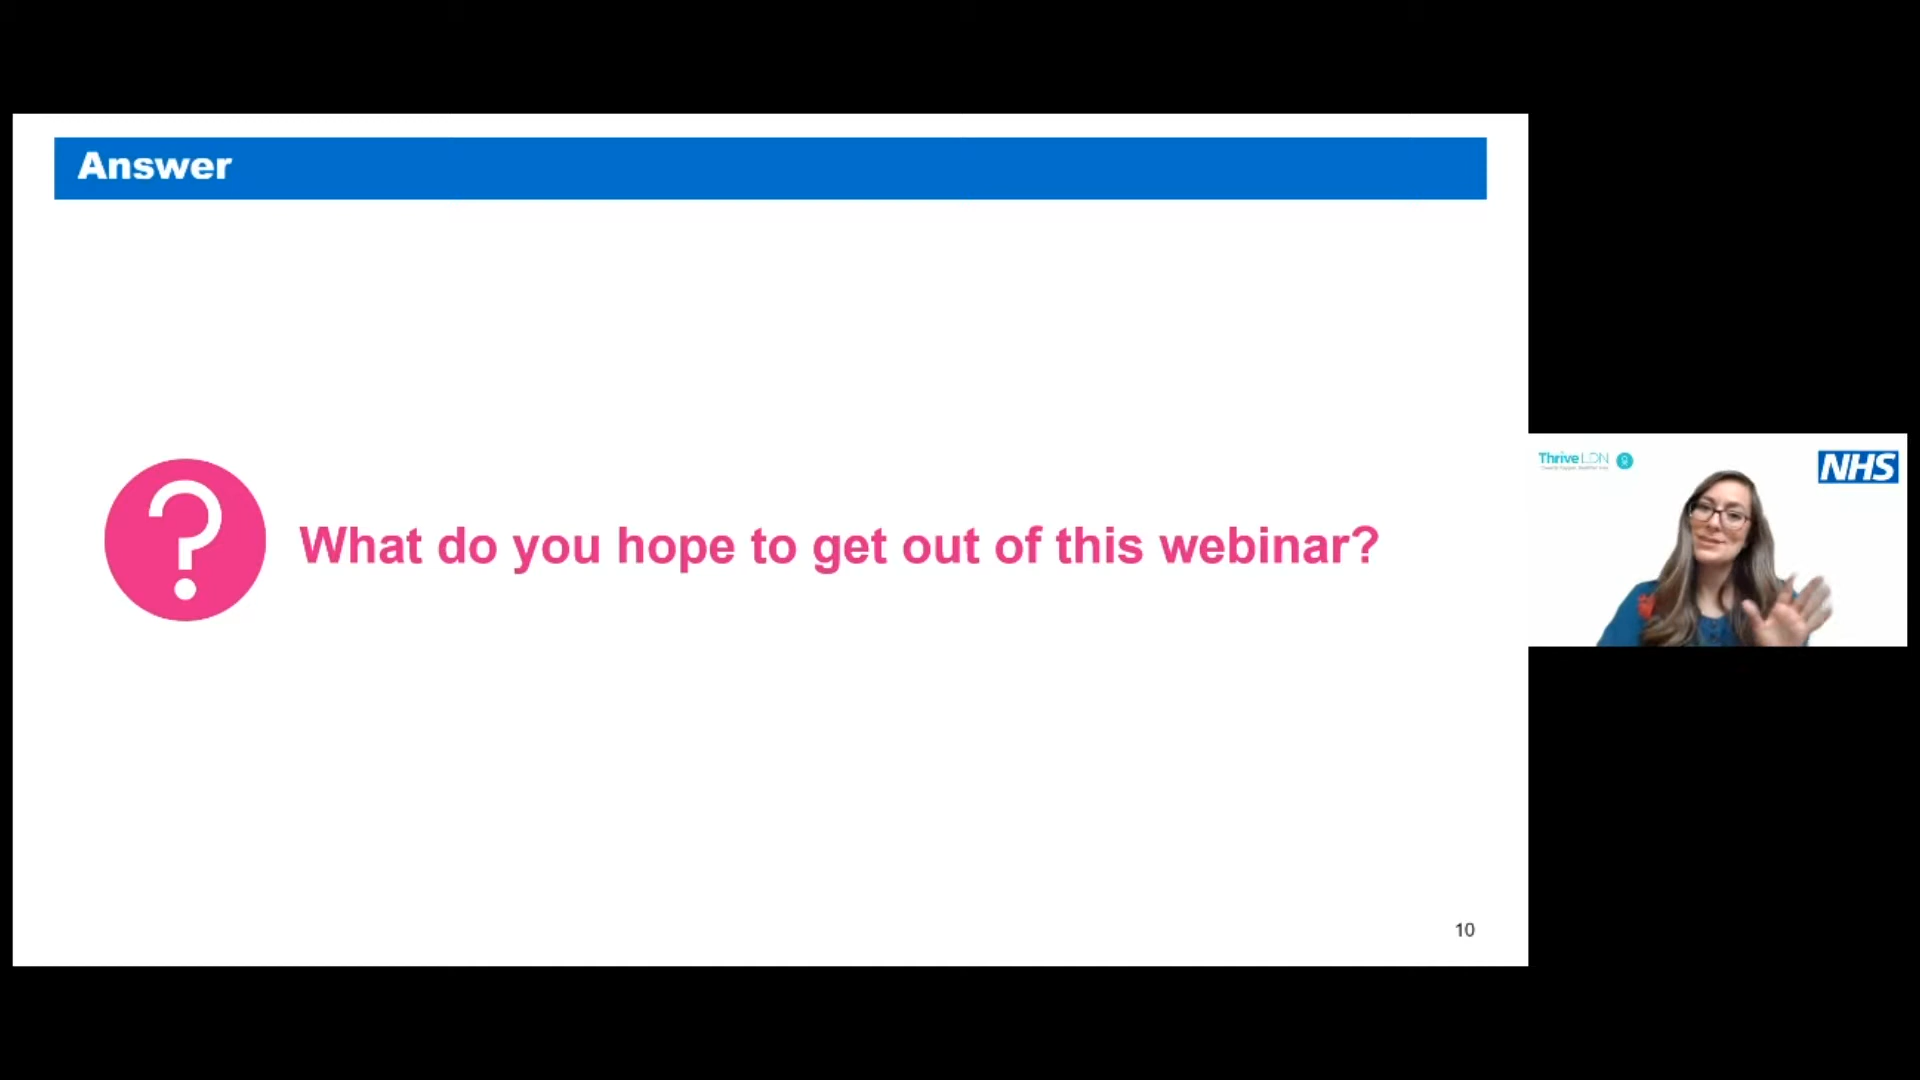 Answer
What do you hope to get out of this webinar?
10
Thrive LDN
NHS